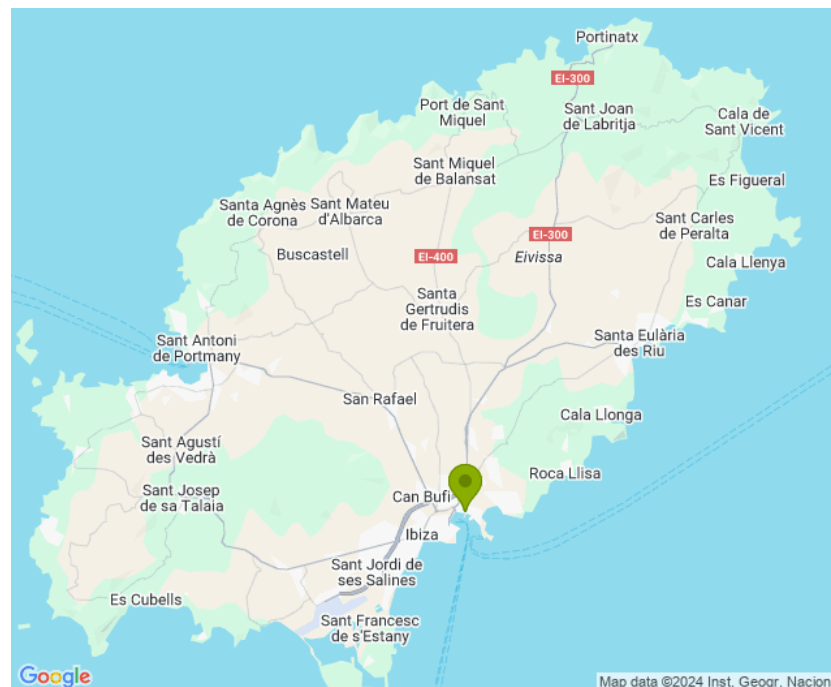 Portinatx
EI-300
Port de Sant
Miquel
Sant Joan
de Labritja
Cala de
Sant Vicent
Sant Miquel
de Balansat
Es Figueral
Santa Agnès
de Corona
Sant Mateu
d'Albarca
Sant Carles
de Peralta
EI-300
Buscastell
EI-400
Eivissa
Cala Llenya
Santa
Gertrudis
de Fruitera
Es Canar
Sant Antoni
de Portmany
Santa Eulària
des Riu
San Rafael
Cala Llonga
Sant Agustí
des Vedrà
Roca Llisa
Sant Josep
de sa Talaia
Can Bufí
Ibiza
Sant Jordi de
ses Salines
Es Cubells
Sant Francesc
de s'Estany
Google
Map data ©2024 Inst. Geogr. Nacion